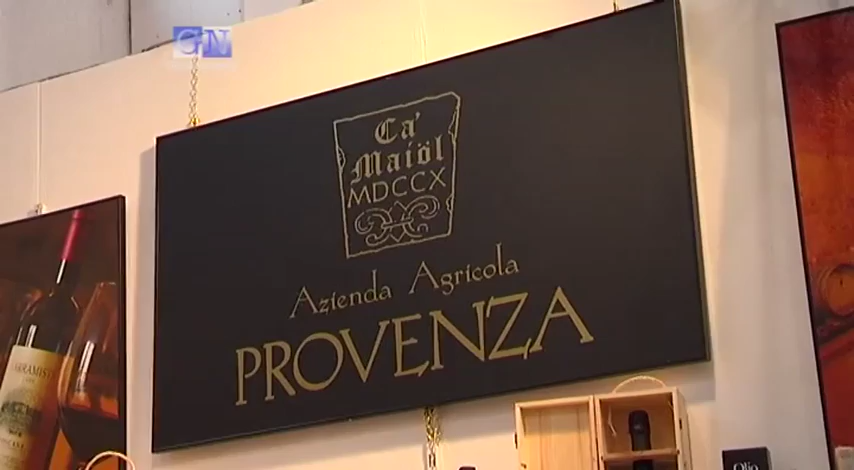 GN
Ca'
Maiöl
MDCCX
Azienda Agricola
PROVENZA
Olio